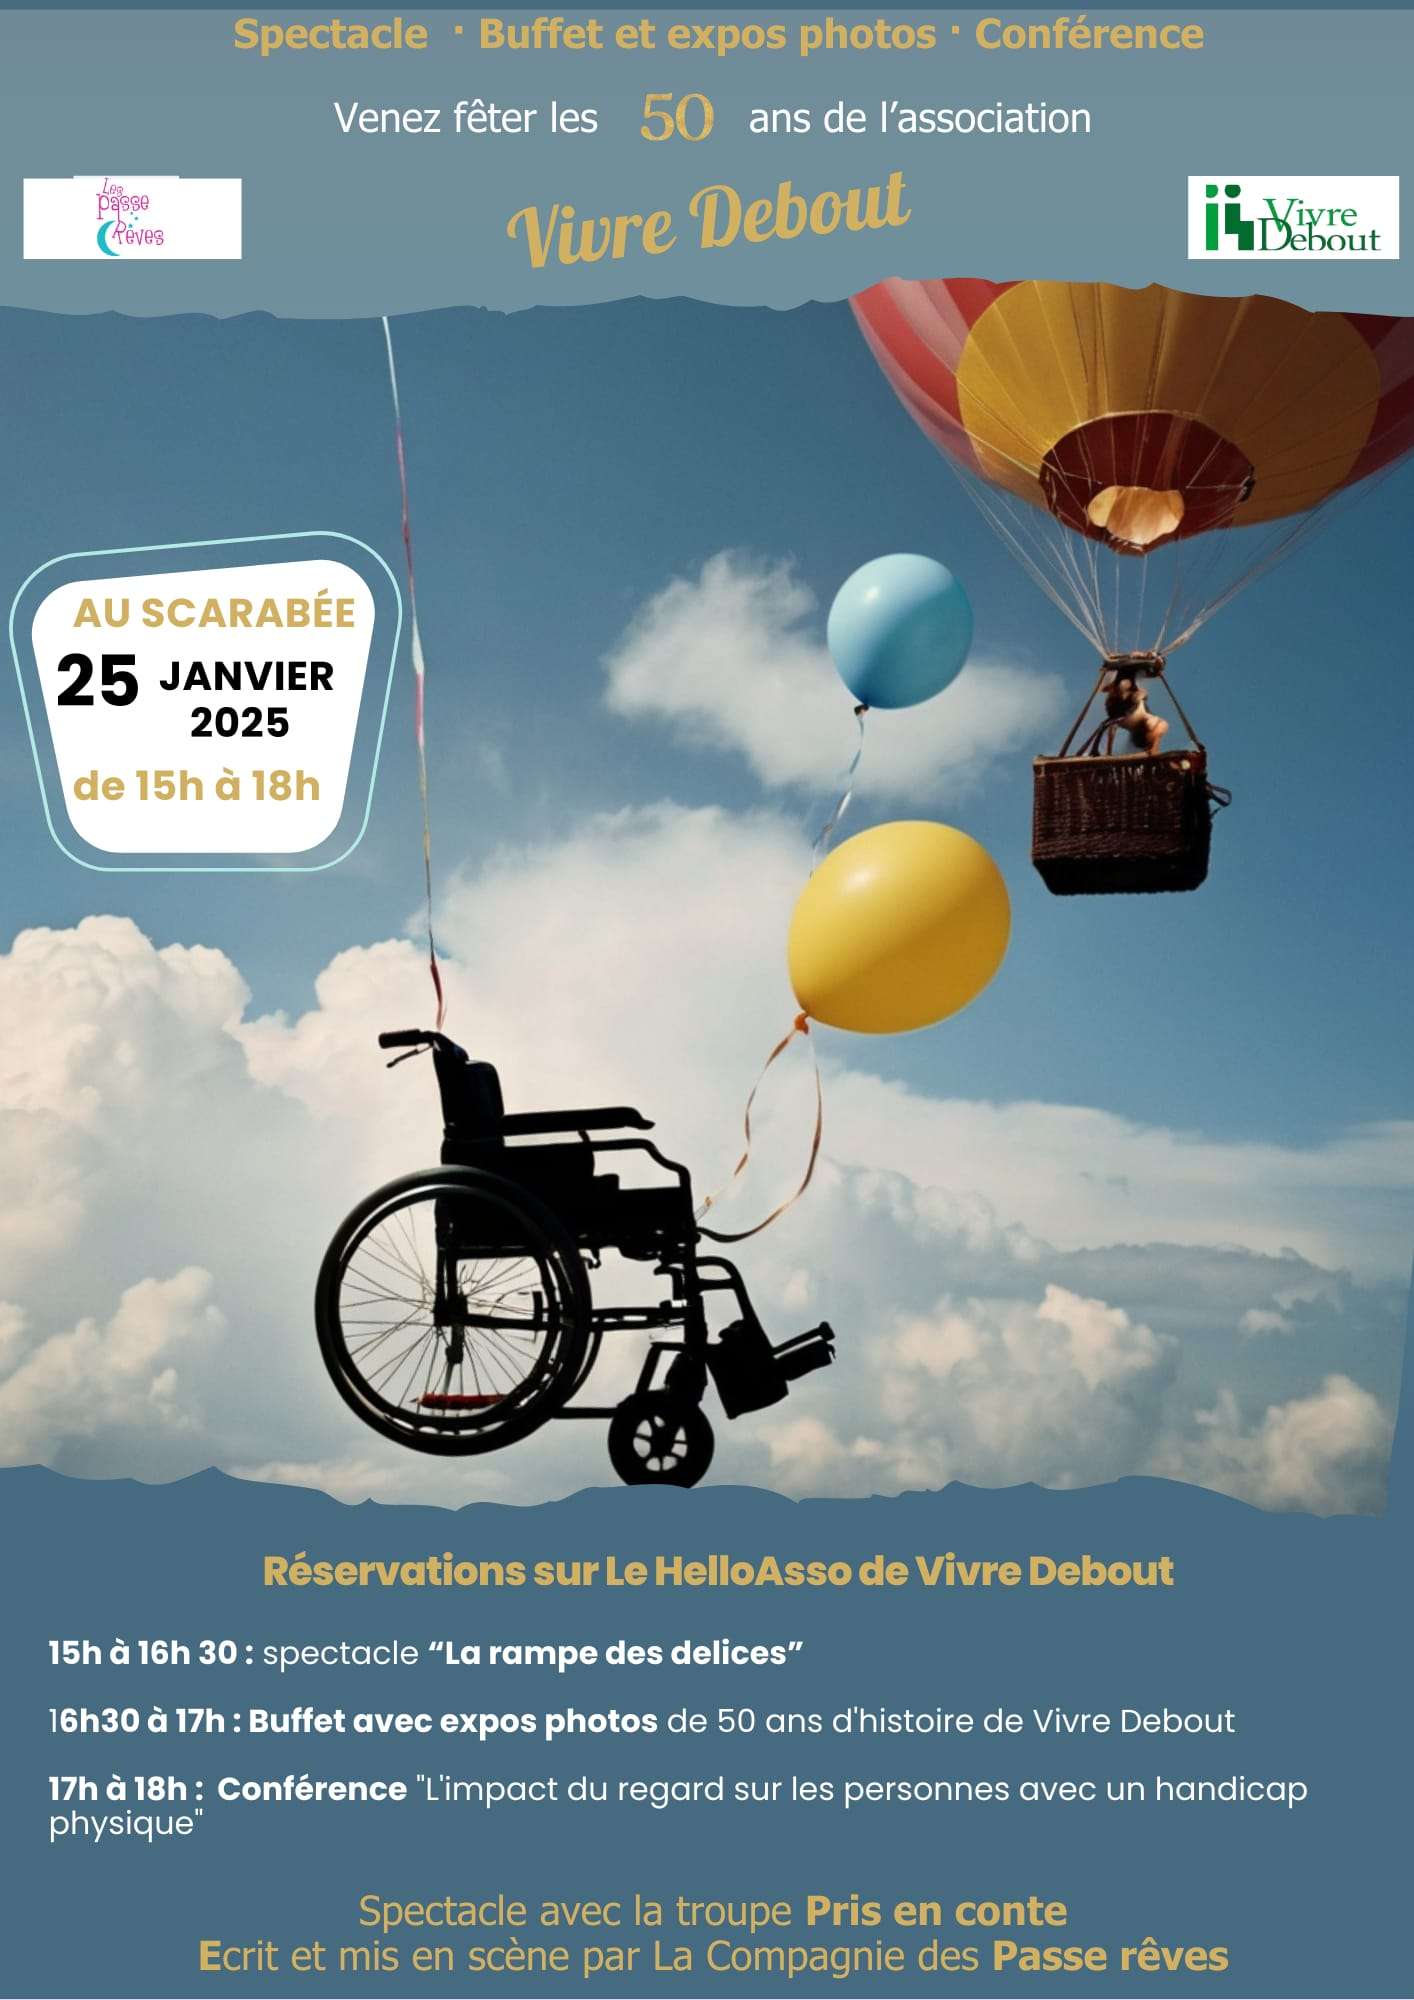 Spectacle · Buffet et expos photos · Conférence
Venez fêter les 50 ans de l’association
Vivre Debout
Les
Passe
Rêves
Vivre
Debout
AU SCARABÉE
25 JANVIER
2025
de 15h à 18h
Réservations sur Le HelloAsso de Vivre Debout
15h à 16h 30 : spectacle “La rampe des delices”
16h30 à 17h : Buffet avec expos photos de 50 ans d'histoire de Vivre Debout
17h à 18h : Conférence "L'impact du regard sur les personnes avec un handicap
physique"
Spectacle avec la troupe Pris en conte
Ecrit et mis en scène par La Compagnie des Passe rêves